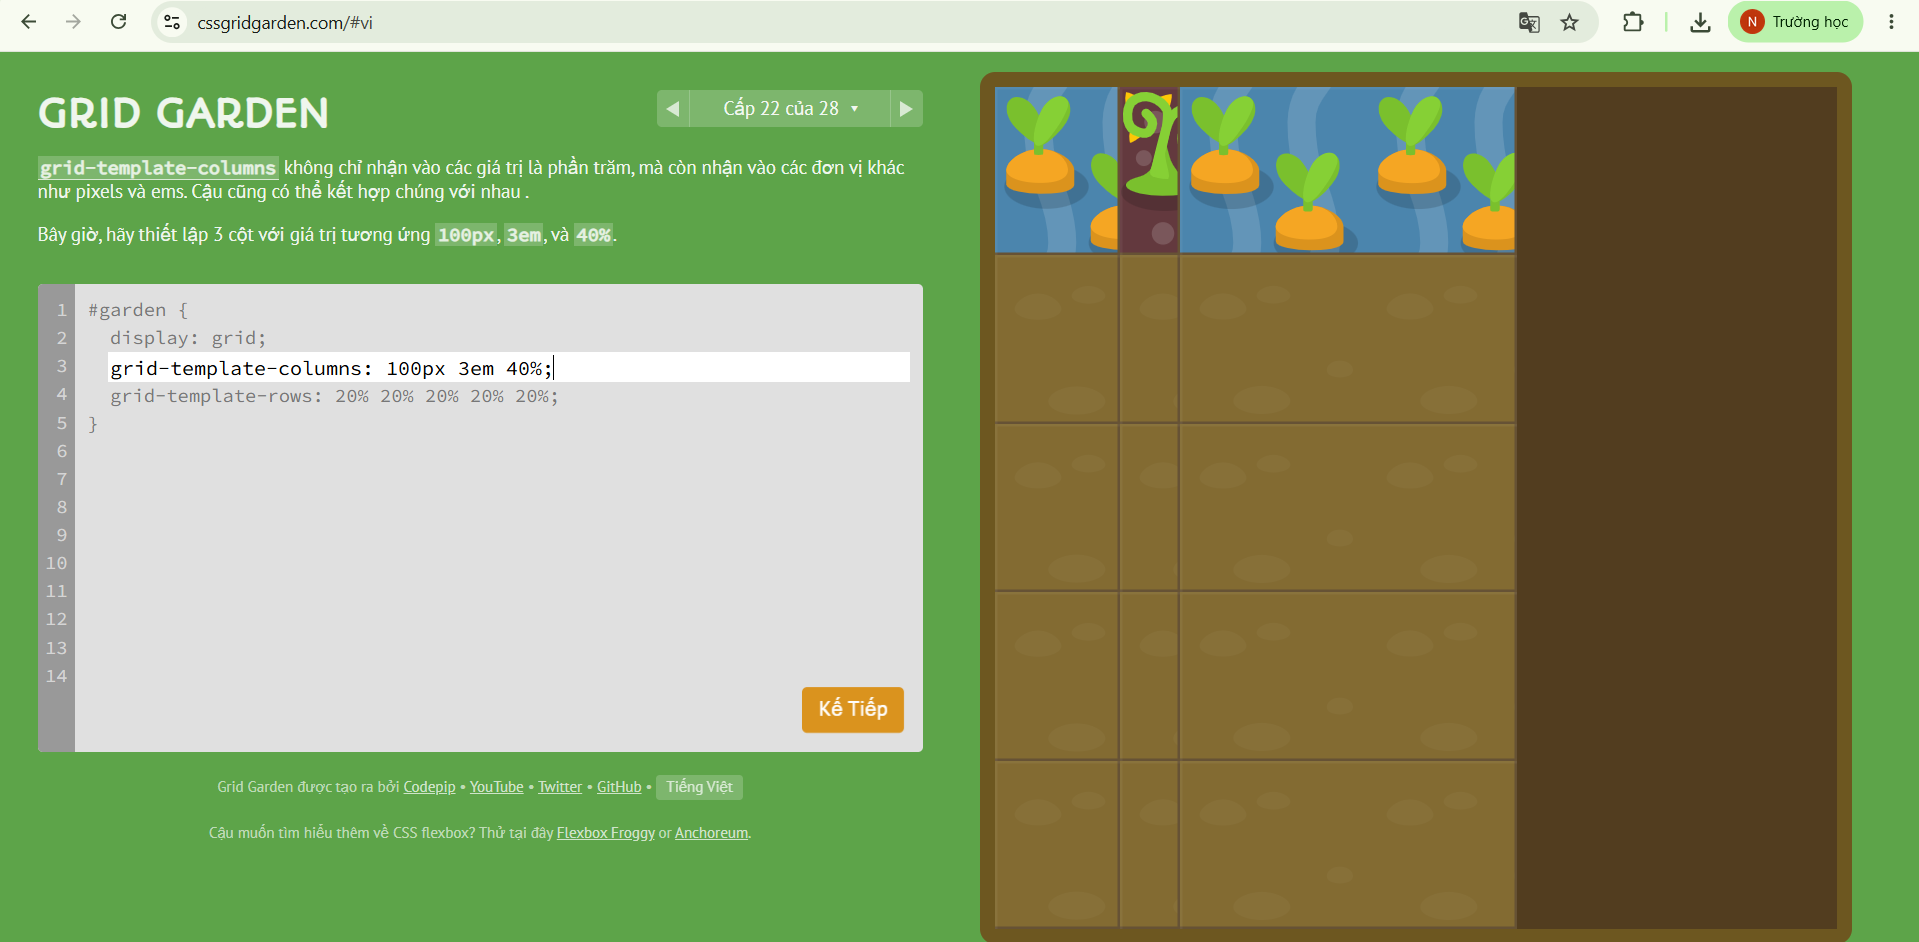 cssgridgarden.com/#vi
N Trường học
GRID GARDEN
◀ Cấp 22 của 28 ▾ ▶
grid-template-columns không chỉ nhận vào các giá trị là phần trăm, mà còn nhận vào các đơn vị khác
như pixels và ems. Cậu cũng có thể kết hợp chúng với nhau .
Bây giờ, hãy thiết lập 3 cột với giá trị tương ứng 100px, 3em, và 40%.
1 #garden {
2 display: grid;
3 grid-template-columns: 100px 3em 40%;
4 grid-template-rows: 20% 20% 20% 20% 20%;
5 }
6
7
8
9
10
11
12
13
14
Kế Tiếp
Grid Garden được tạo ra bởi Codepip • YouTube • Twitter • GitHub • Tiếng Việt
Cậu muốn tìm hiểu thêm về CSS flexbox? Thử tại đây Flexbox Froggy or Anchoreum.